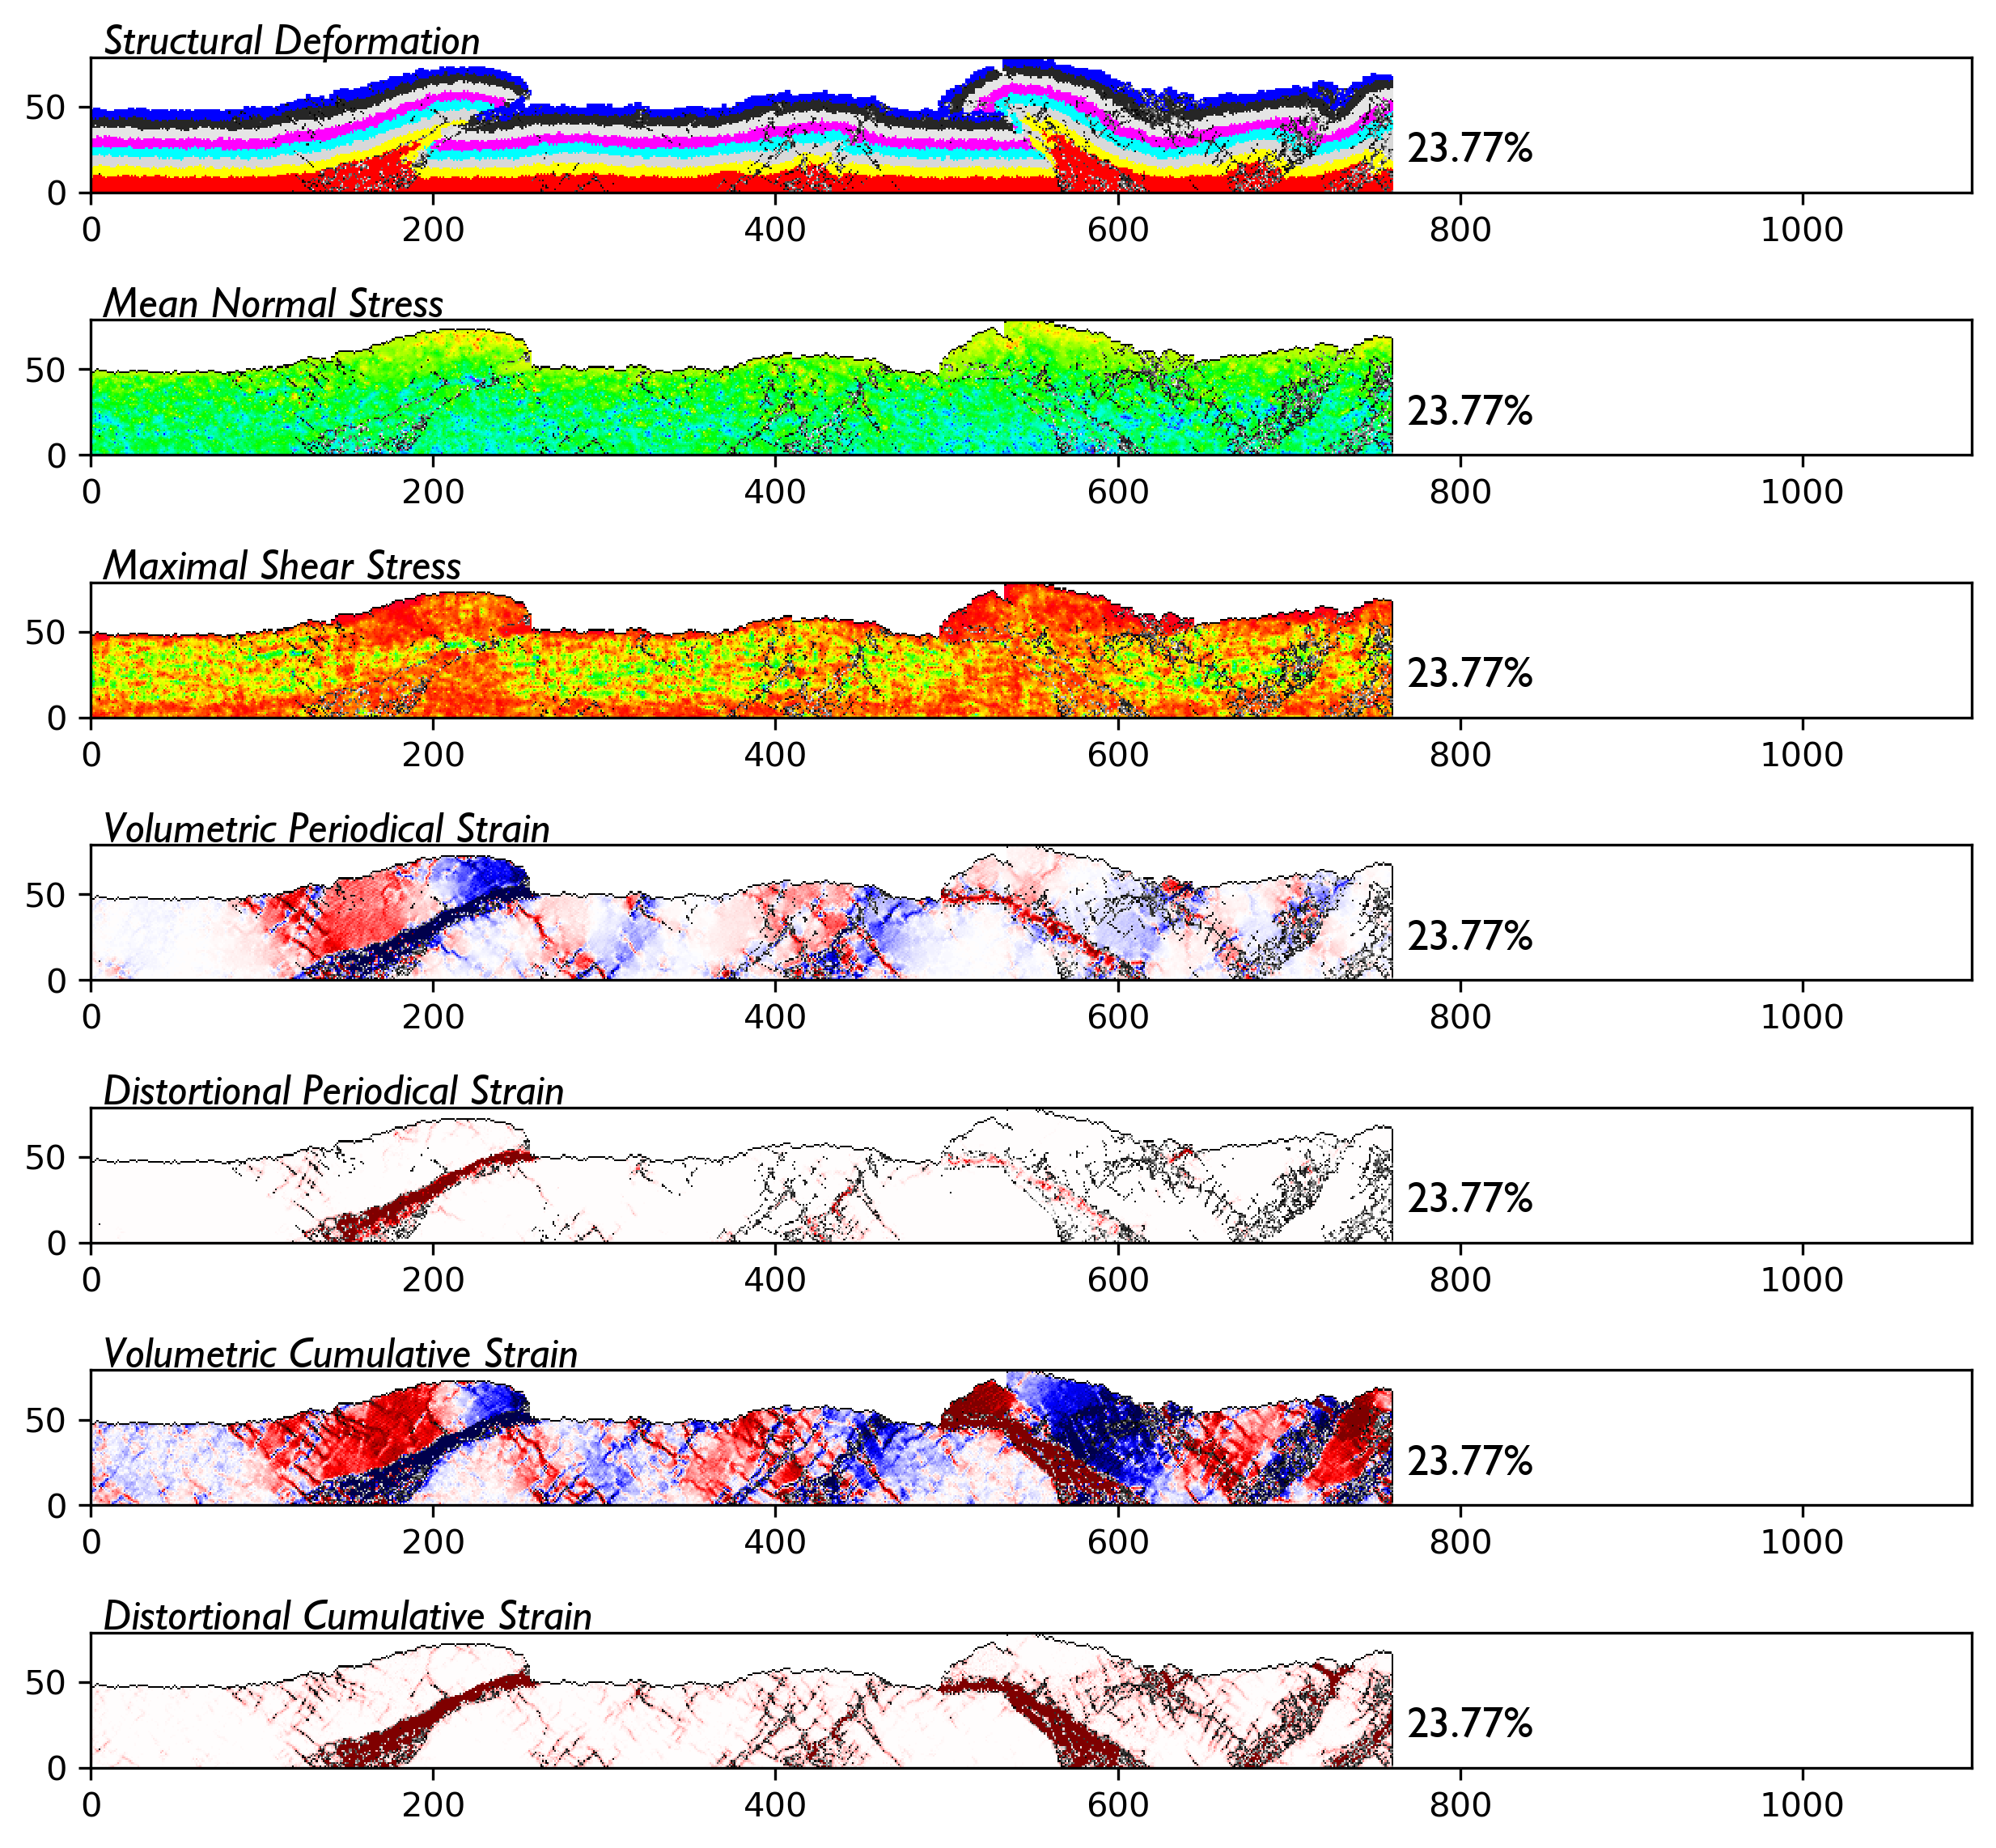 Structural Deformation
50
0
23.77%
0 200 400 600 800 1000
Mean Normal Stress
50
0
23.77%
0 200 400 600 800 1000
Maximal Shear Stress
50
0
23.77%
0 200 400 600 800 1000
Volumetric Periodical Strain
50
0
23.77%
0 200 400 600 800 1000
Distortional Periodical Strain
50
0
23.77%
0 200 400 600 800 1000
Volumetric Cumulative Strain
50
0
23.77%
0 200 400 600 800 1000
Distortional Cumulative Strain
50
0
23.77%
0 200 400 600 800 1000